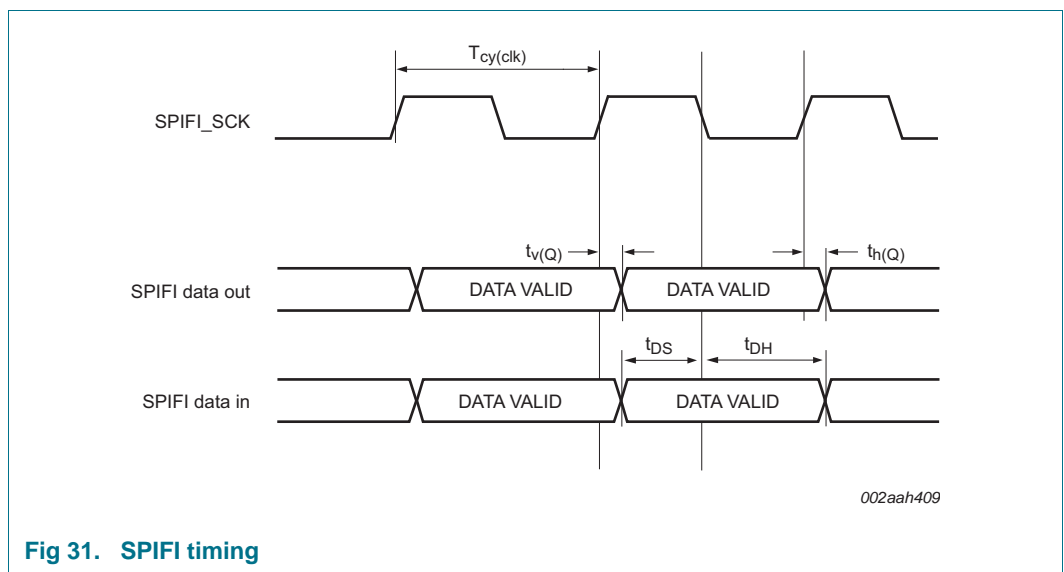 Tcy(clk)
SPIFI_SCK
tv(Q)
th(Q)
SPIFI data out
DATA VALID
DATA VALID
tDS
tDH
SPIFI data in
DATA VALID
DATA VALID
002aah409
Fig 31. SPIFI timing